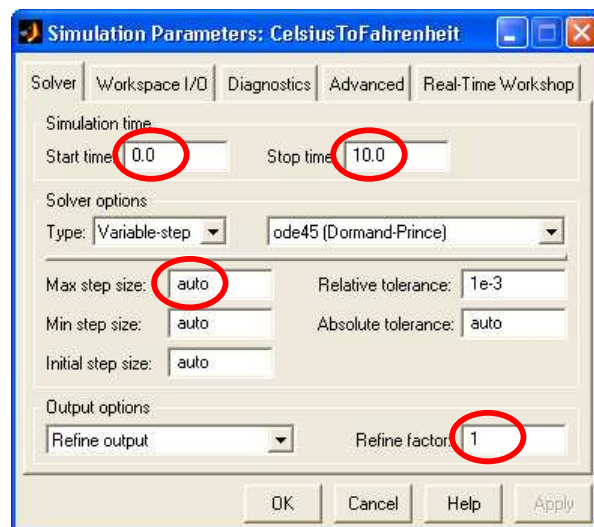 Simulation Parameters: CelsiusToFahrenheit
Solver Workspace I/O Diagnostics Advanced Real-Time Workshop
Simulation time
Start time: 0.0 Stop time: 10.0
Solver options
Type: Variable-step ode45 (Dormand-Prince)
Max step size: auto Relative tolerance: 1e-3
Min step size: auto Absolute tolerance: auto
Initial step size: auto
Output options
Refine output Refine factor: 1
OK Cancel Help Apply